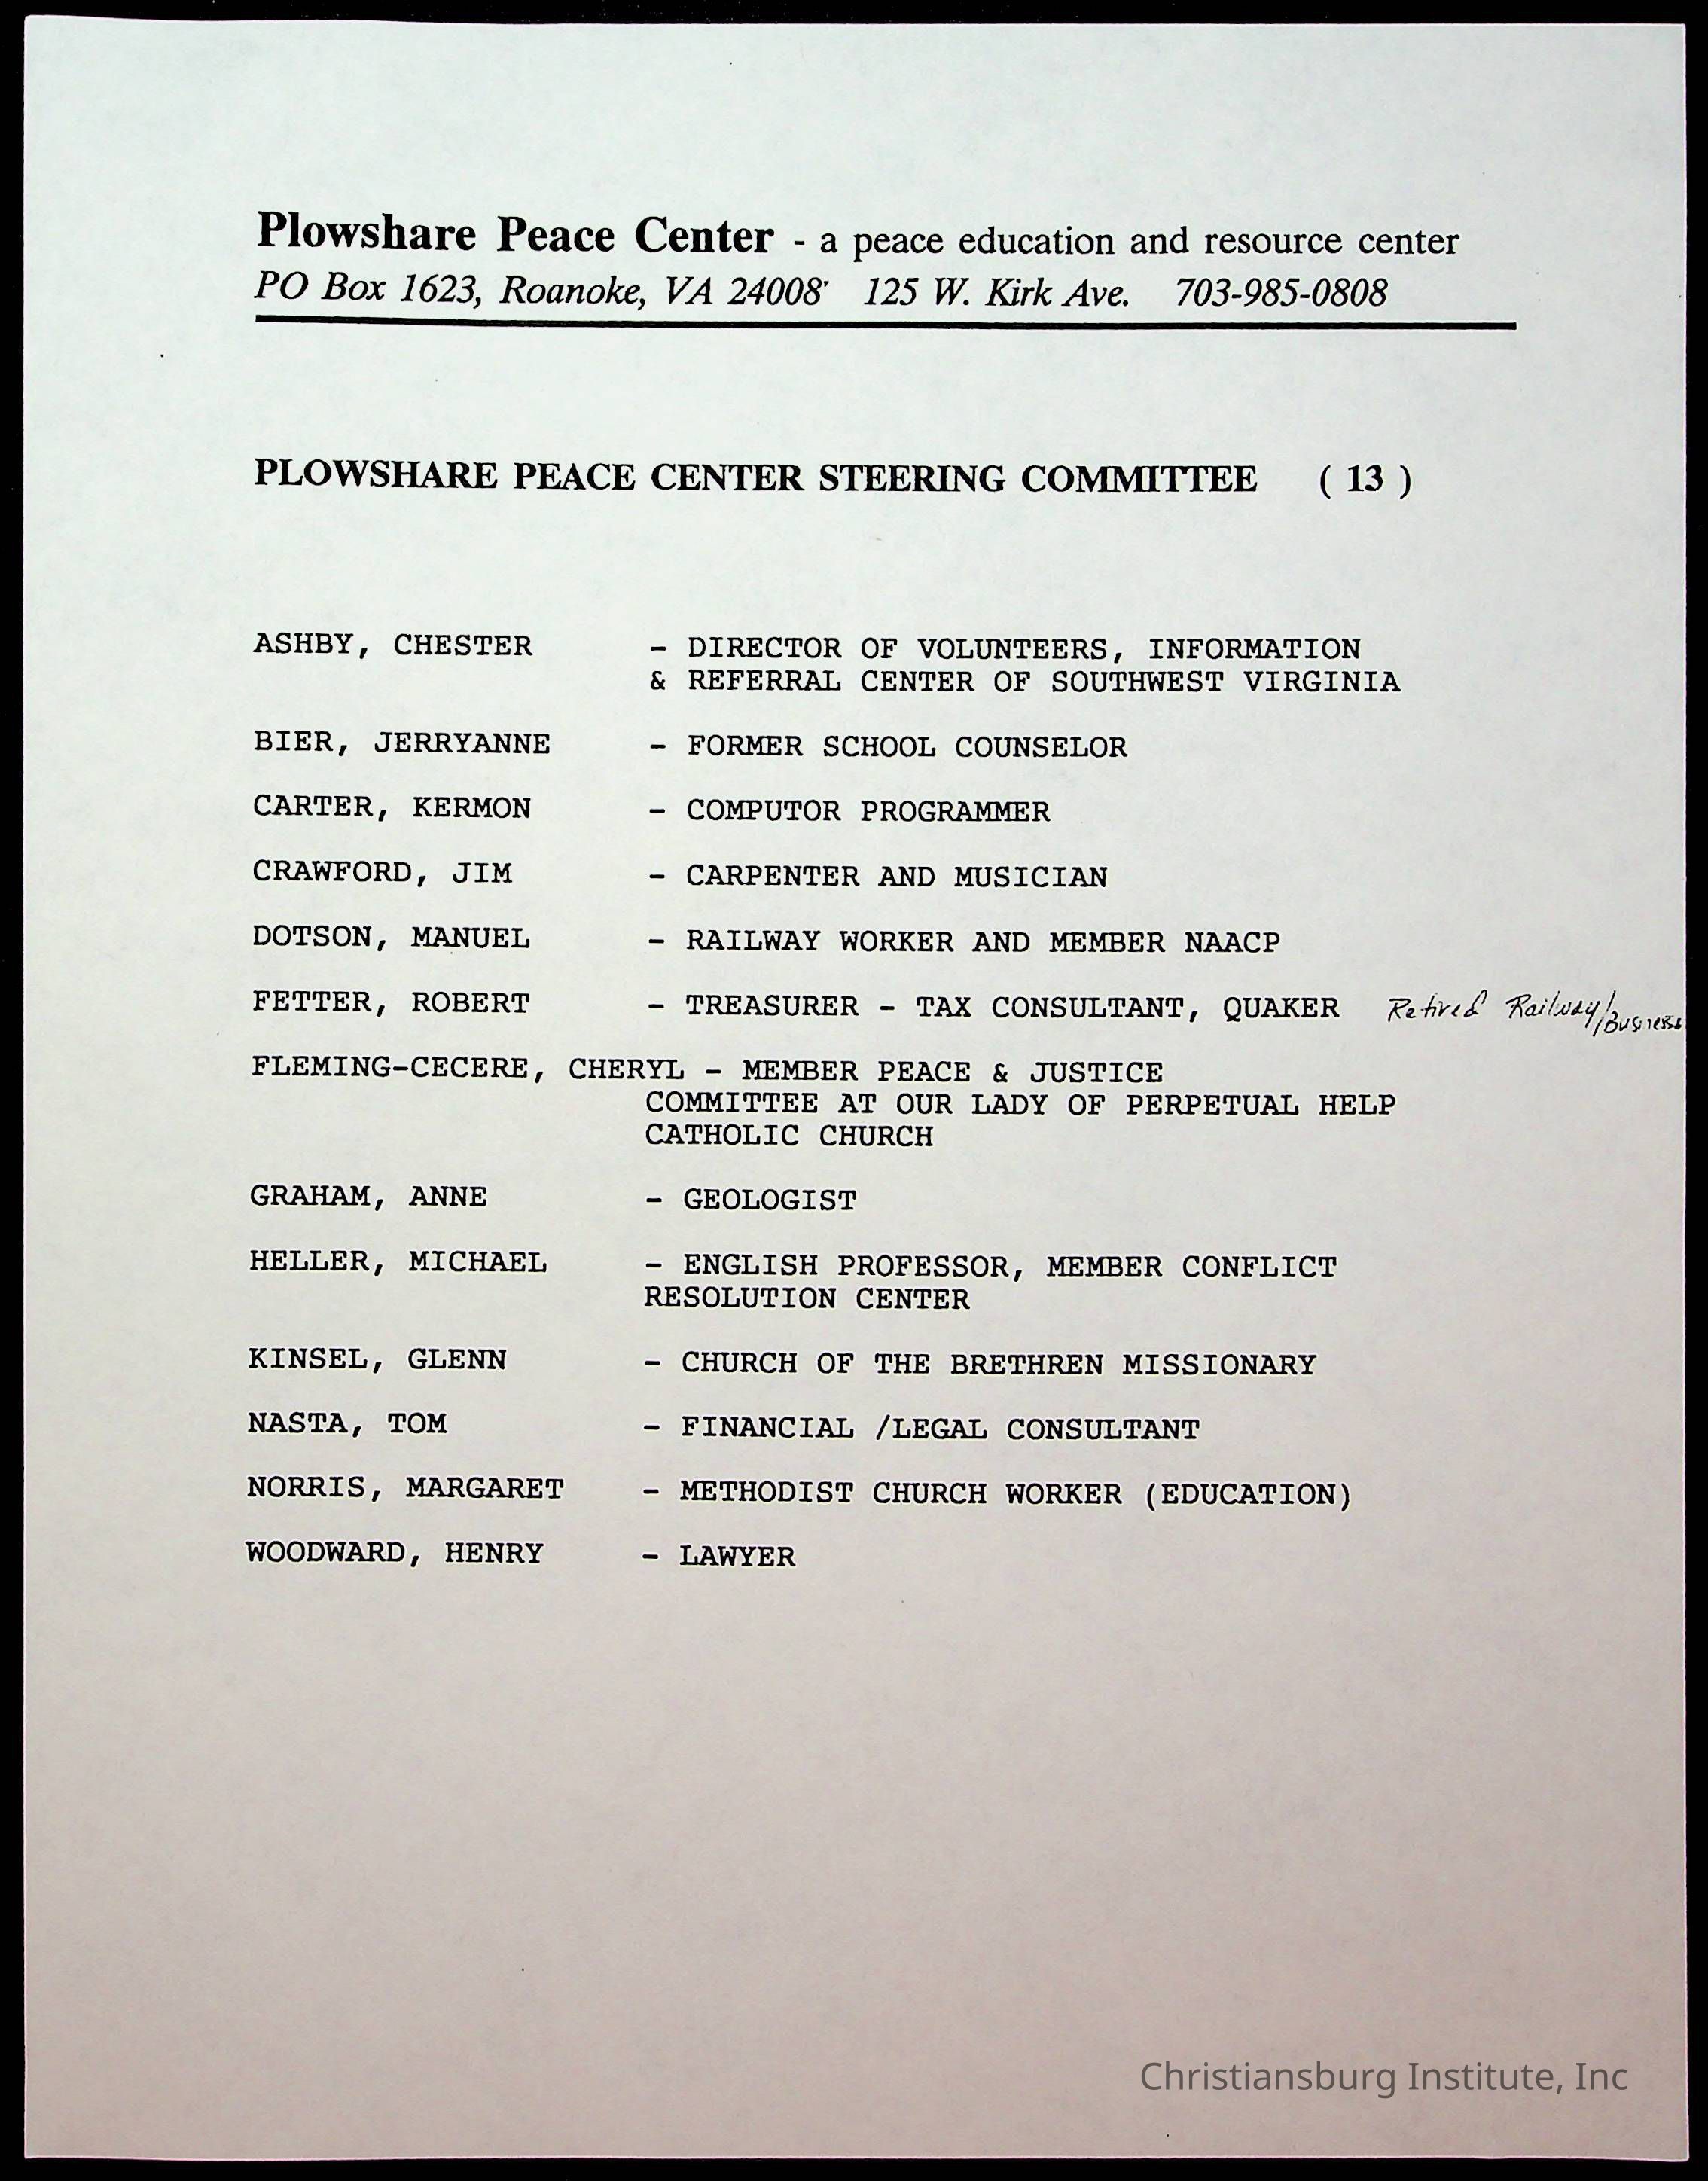 Plowshare Peace Center - a peace education and resource center
PO Box 1623, Roanoke, VA 24008 125 W. Kirk Ave. 703-985-0808
PLOWSHARE PEACE CENTER STEERING COMMITTEE ( 13 )
ASHBY, CHESTER - DIRECTOR OF VOLUNTEERS, INFORMATION
& REFERRAL CENTER OF SOUTHWEST VIRGINIA
BIER, JERRYANNE - FORMER SCHOOL COUNSELOR
CARTER, KERMON - COMPUTOR PROGRAMMER
CRAWFORD, JIM - CARPENTER AND MUSICIAN
DOTSON, MANUEL - RAILWAY WORKER AND MEMBER NAACP
FETTER, ROBERT - TREASURER - TAX CONSULTANT, QUAKER Retired Railway/Business
FLEMING-CECERE, CHERYL - MEMBER PEACE & JUSTICE
COMMITTEE AT OUR LADY OF PERPETUAL HELP
CATHOLIC CHURCH
GRAHAM, ANNE - GEOLOGIST
HELLER, MICHAEL - ENGLISH PROFESSOR, MEMBER CONFLICT
RESOLUTION CENTER
KINSEL, GLENN - CHURCH OF THE BRETHREN MISSIONARY
NASTA, TOM - FINANCIAL /LEGAL CONSULTANT
NORRIS, MARGARET - METHODIST CHURCH WORKER (EDUCATION)
WOODWARD, HENRY - LAWYER
Christiansburg Institute, Inc